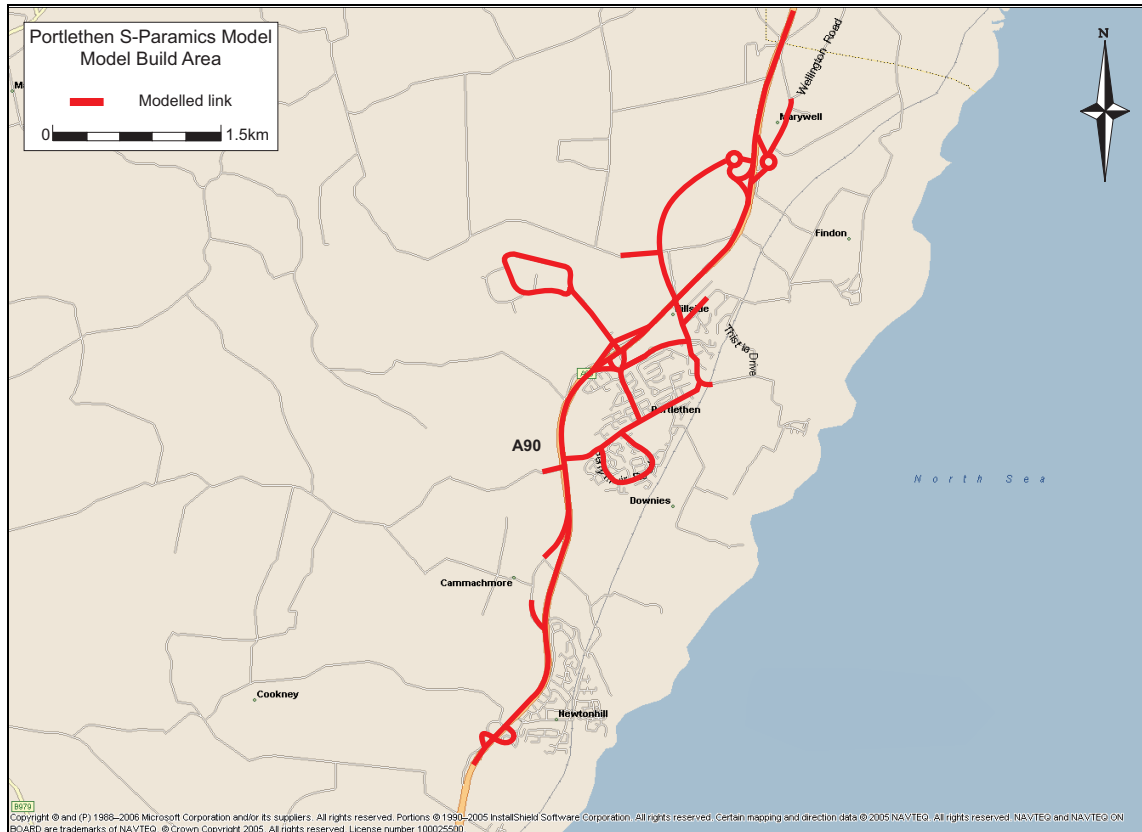 Portlethen S-Paramics Model
Model Build Area
Modelled link
0 1.5km
N
Wellington Road
Marywell
Findon
Hillside
Thistle Drive
Portlethen
A90
North Sea
Downies
Cammachmore
Cookney
Newtonhill
B979
Copyright © and (P) 1988–2006 Microsoft Corporation and/or its suppliers. All rights reserved. Portions © 1990–2005 InstallShield Software Corporation. All rights reserved. Certain mapping and direction data © 2005 NAVTEQ. All rights reserved. NAVTEQ and NAVTEQ ON
BOARD are trademarks of NAVTEQ. © Crown Copyright 2005. All rights reserved. License number 100025500.